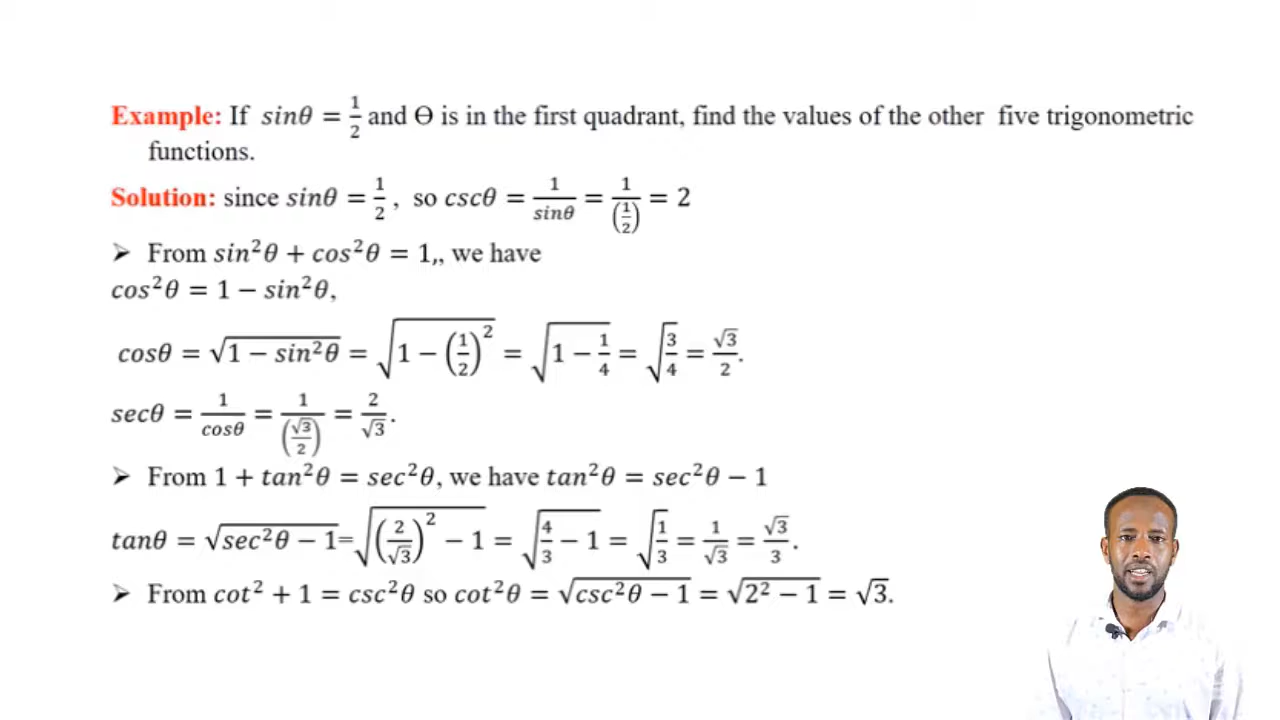 Example: If sinθ = 1/2 and Ɵ is in the first quadrant, find the values of the other five trigonometric
functions.
Solution: since sinθ = 1/2 , so cscθ = 1/sinθ = 1/(1/2) = 2
➢ From sin²θ + cos²θ = 1,, we have
cos²θ = 1 − sin²θ,
cosθ = √(1 − sin²θ) = √(1 − (1/2)²) = √(1 − 1/4) = √(3/4) = √3/2.
secθ = 1/cosθ = 1/(√3/2) = 2/√3.
➢ From 1 + tan²θ = sec²θ, we have tan²θ = sec²θ − 1
tanθ = √(sec²θ − 1)=√((2/√3)² − 1) = √(4/3 − 1) = √(1/3) = 1/√3 = √3/3.
➢ From cot² + 1 = csc²θ so cot²θ = √(csc²θ − 1) = √(2² − 1) = √3.